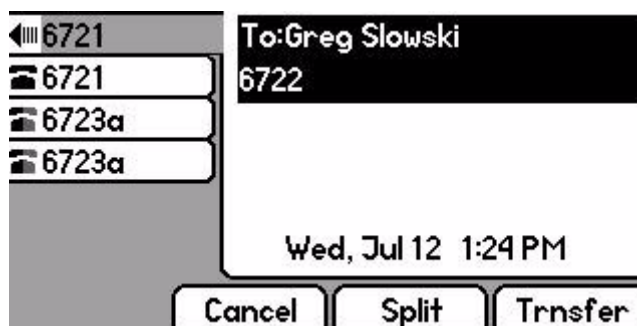 6721
6721
6723a
6723a
To:Greg Slowski
6722
Wed, Jul 12 1:24 PM
Cancel Split Trnsfer